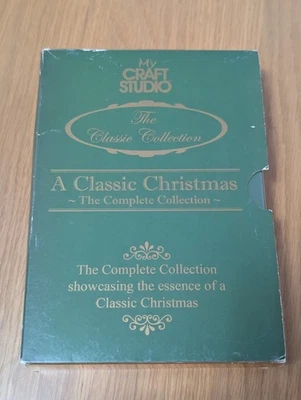 My
CRAFT
STUDIO
The
Classic Collection
A Classic Christmas
~ The Complete Collection ~
The Complete Collection
showcasing the essence of a
Classic Christmas